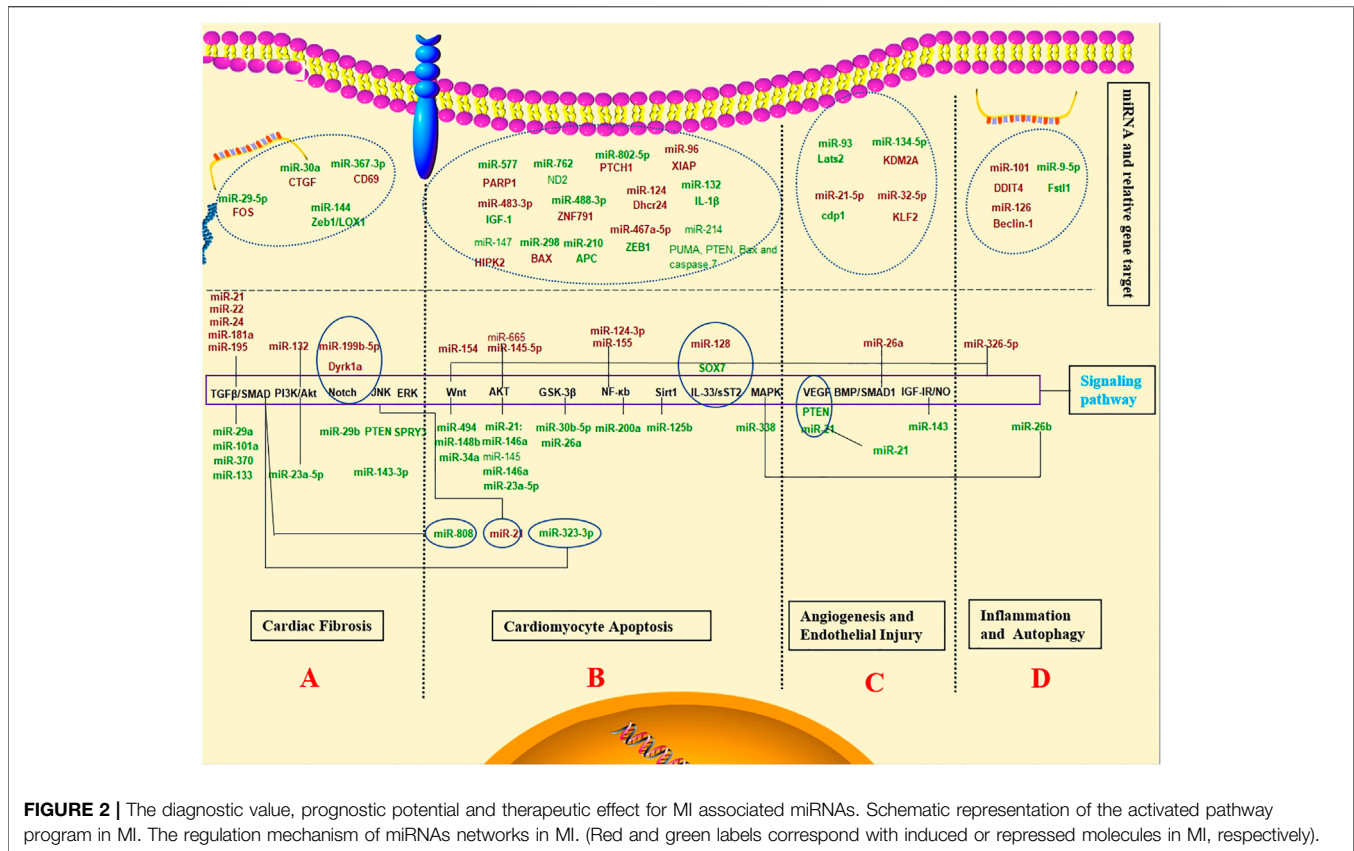 miR-30a
CTGF
miR-367-3p
CD69
miR-29-5p
FOS
miR-144
Zeb1/LOX1
miR-577
PARP1
miR-762
ND2
miR-802-5p
PTCH1
miR-96
XIAP
miR-483-3p
IGF-1
miR-488-3p
ZNF791
miR-124
Dhcr24
miR-132
IL-1β
miR-147
HIPK2
miR-298
BAX
miR-210
APC
miR-467a-5p
ZEB1
miR-214
PUMA, PTEN, Bax and
caspase 7
miR-93
Lats2
miR-134-5p
KDM2A
miR-21-5p
cdp1
miR-32-5p
KLF2
miR-101
DDIT4
miR-126
Beclin-1
miR-9-5p
Fstl1
miRNA and relative gene target
miR-21
miR-22
miR-24
miR-181a
miR-195
miR-132
miR-199b-5p
Dyrk1a
miR-154
miR-665
miR-145-5p
miR-124-3p
miR-155
miR-128
SOX7
miR-26a
miR-326-5p
TGFβ/SMAD PI3K/Akt Notch JNK ERK Wnt AKT GSK-3β NF-κb Sirt1 IL-33/sST2 MAPK VEGF BMP/SMAD1 IGF-IR/NO
Signaling
pathway
miR-29a
miR-101a
miR-370
miR-133
miR-23a-5p
miR-29b
PTEN
miR-143-3p
miR-494
miR-148b
miR-34a
miR-21:
miR-146a
miR-145
miR-146a
miR-23a-5p
miR-30b-5p
miR-26a
miR-200a
miR-125b
miR-338
PTEN
miR-21
miR-21
miR-143
miR-26b
miR-808
miR-21
miR-323-3p
Cardiac Fibrosis
Cardiomyocyte Apoptosis
Angiogenesis and
Endothelial Injury
Inflammation
and Autophagy
A
B
C
D
FIGURE 2 | The diagnostic value, prognostic potential and therapeutic effect for MI associated miRNAs. Schematic representation of the activated pathway
program in MI. The regulation mechanism of miRNAs networks in MI. (Red and green labels correspond with induced or repressed molecules in MI, respectively).